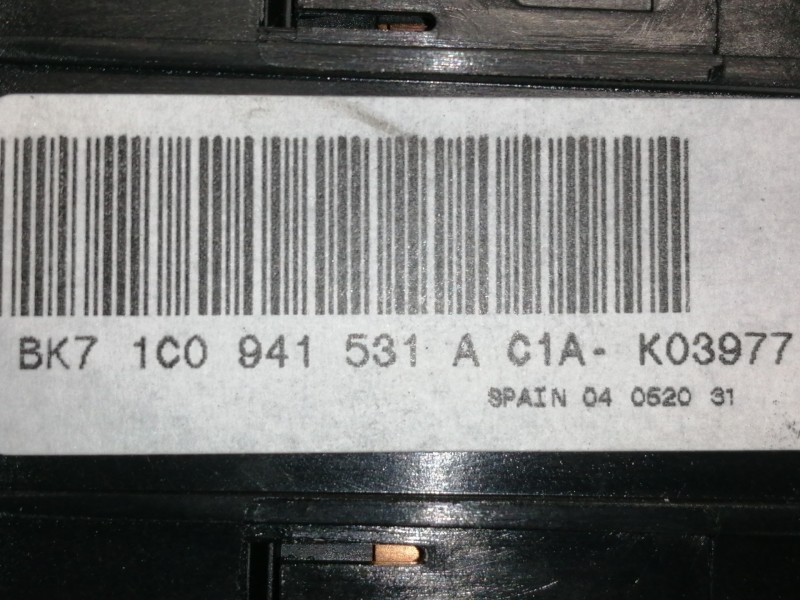 BK7 1C0 941 531 A C1A- K03977
SPAIN 04 0520 31